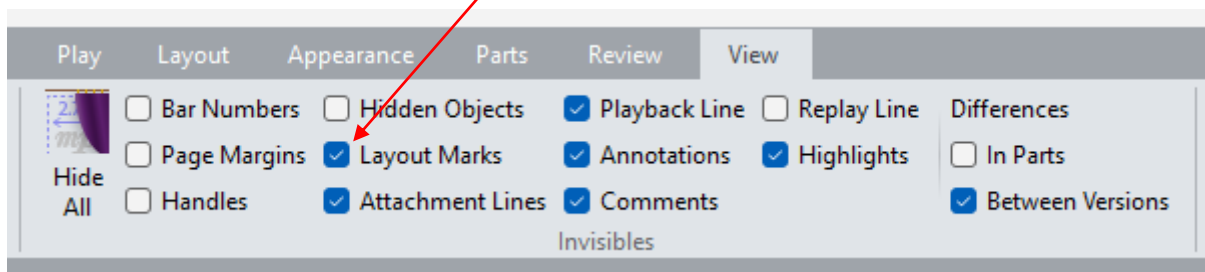 Play Layout Appearance Parts Review View
Bar Numbers Hidden Objects Playback Line Replay Line Differences
Page Margins Layout Marks Annotations Highlights In Parts
Hide
All
Handles Attachment Lines Comments Between Versions
Invisibles